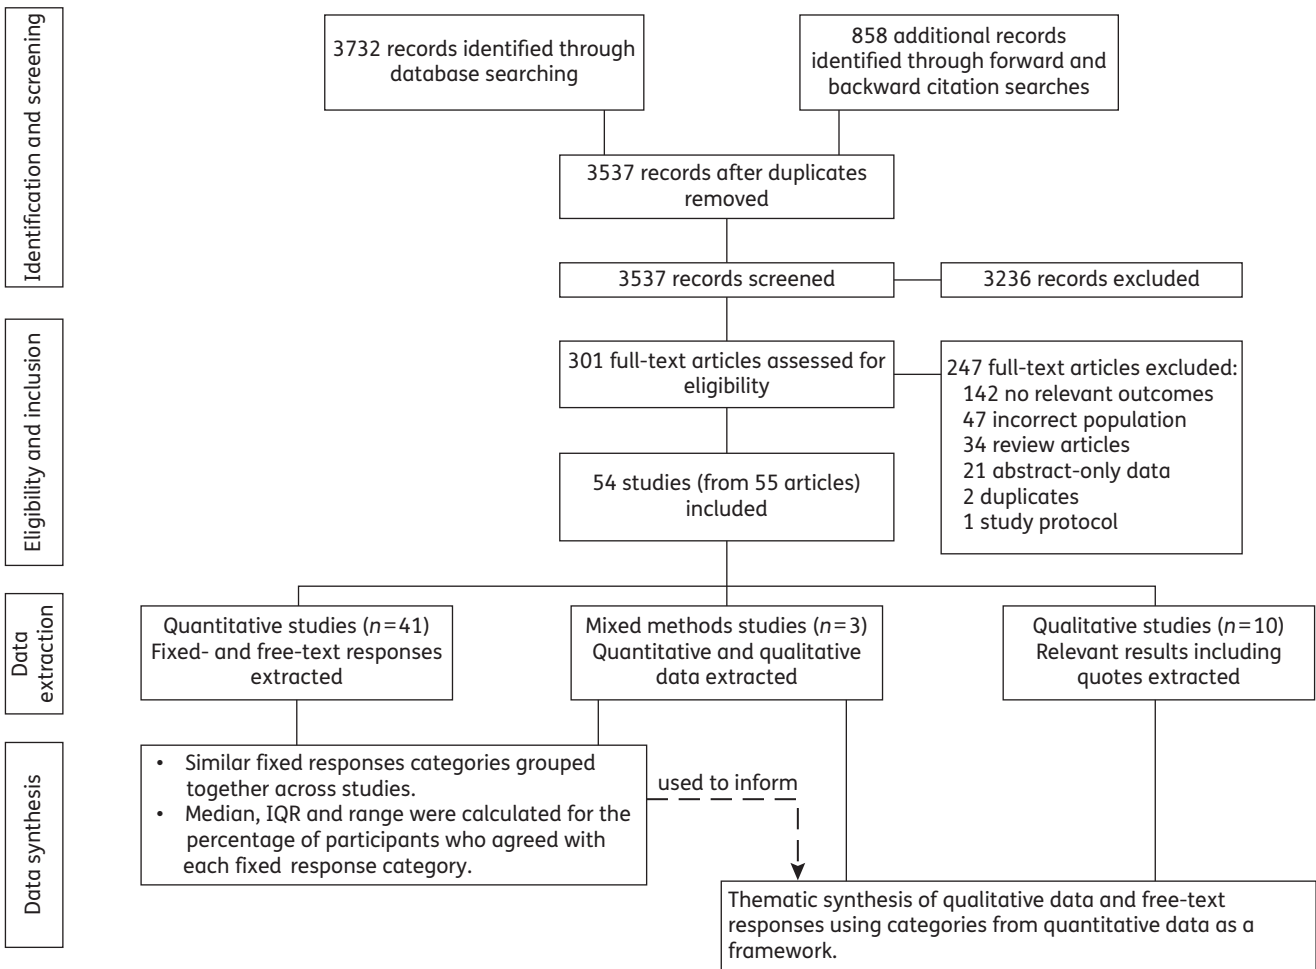 Identification and screening
3732 records identified through
database searching
858 additional records
identified through forward and
backward citation searches
3537 records after duplicates
removed
3537 records screened
3236 records excluded
Eligibility and inclusion
301 full-text articles assessed for
eligibility
247 full-text articles excluded:
142 no relevant outcomes
47 incorrect population
34 review articles
21 abstract-only data
2 duplicates
1 study protocol
54 studies (from 55 articles)
included
Data
extraction
Quantitative studies (n=41)
Fixed- and free-text responses
extracted
Mixed methods studies (n=3)
Quantitative and qualitative
data extracted
Qualitative studies (n=10)
Relevant results including
quotes extracted
Data synthesis
• Similar fixed responses categories grouped
together across studies.
• Median, IQR and range were calculated for the
percentage of participants who agreed with
each fixed response category.
used to inform
Thematic synthesis of qualitative data and free-text
responses using categories from quantitative data as a
framework.